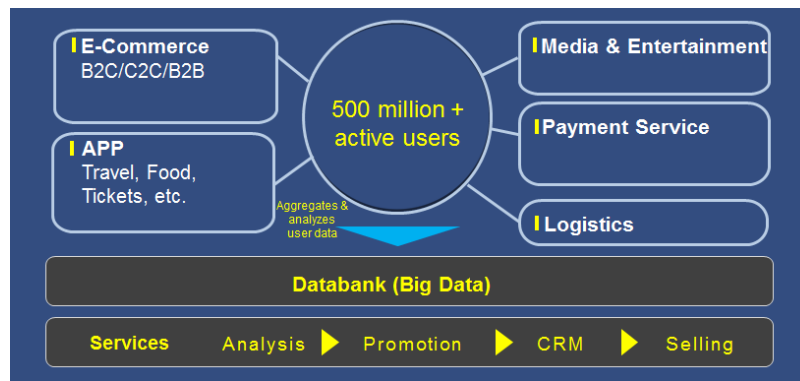 E-Commerce
B2C/C2C/B2B
APP
Travel, Food,
Tickets, etc.
500 million +
active users
Aggregates &
analyzes
user data
Media & Entertainment
Payment Service
Logistics
Databank (Big Data)
Services Analysis Promotion CRM Selling